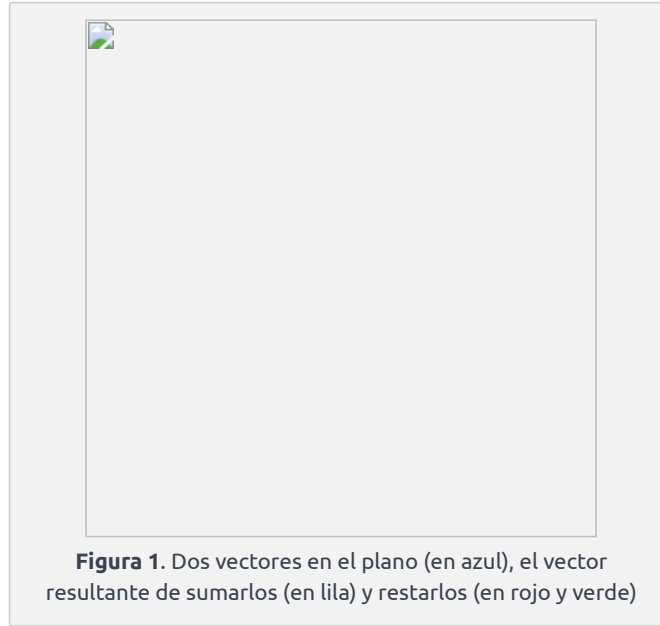 Figura 1. Dos vectores en el plano (en azul), el vector
resultante de sumarlos (en lila) y restarlos (en rojo y verde)